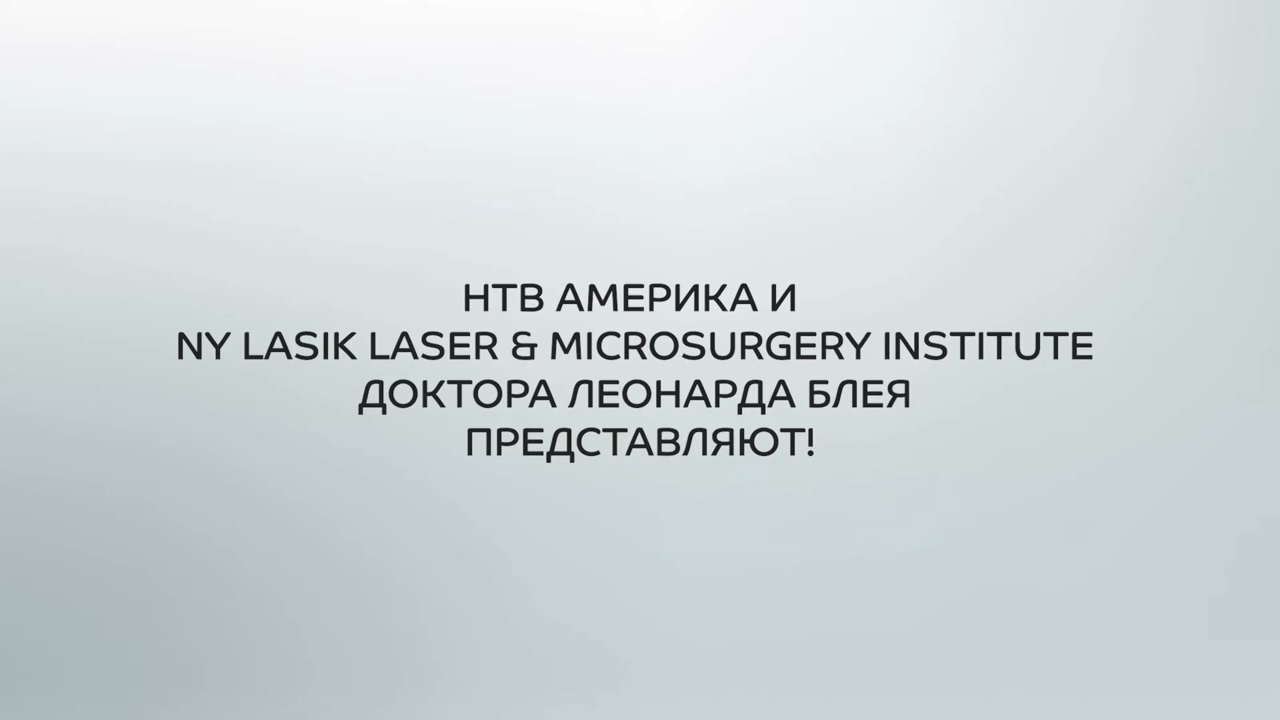 НТВ АМЕРИКА И
NY LASIK LASER & MICROSURGERY INSTITUTE
ДОКТОРА ЛЕОНАРДА БЛЕЯ
ПРЕДСТАВЛЯЮТ!